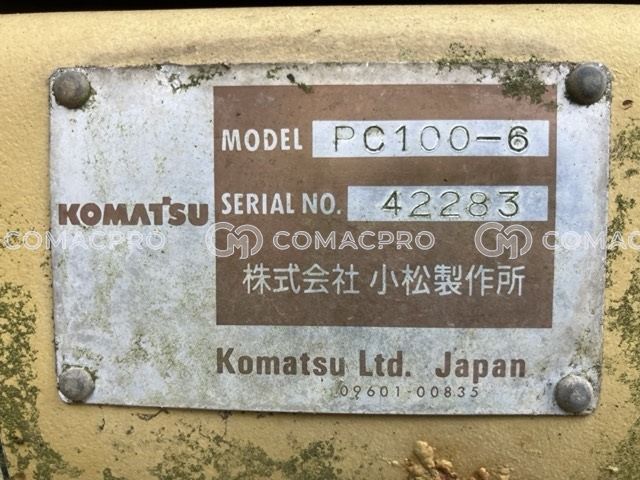 MODEL PC100-6
KOMATSU
SERIAL NO. 42283
COMACPRO COMACPRO COMACPRO
株式会社 小松製作所
Komatsu Ltd. Japan
09601-00835